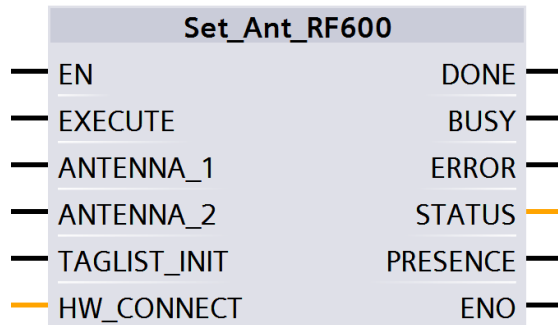 Set_Ant_RF600
EN DONE
EXECUTE BUSY
ANTENNA_1 ERROR
ANTENNA_2 STATUS
TAGLIST_INIT PRESENCE
HW_CONNECT ENO